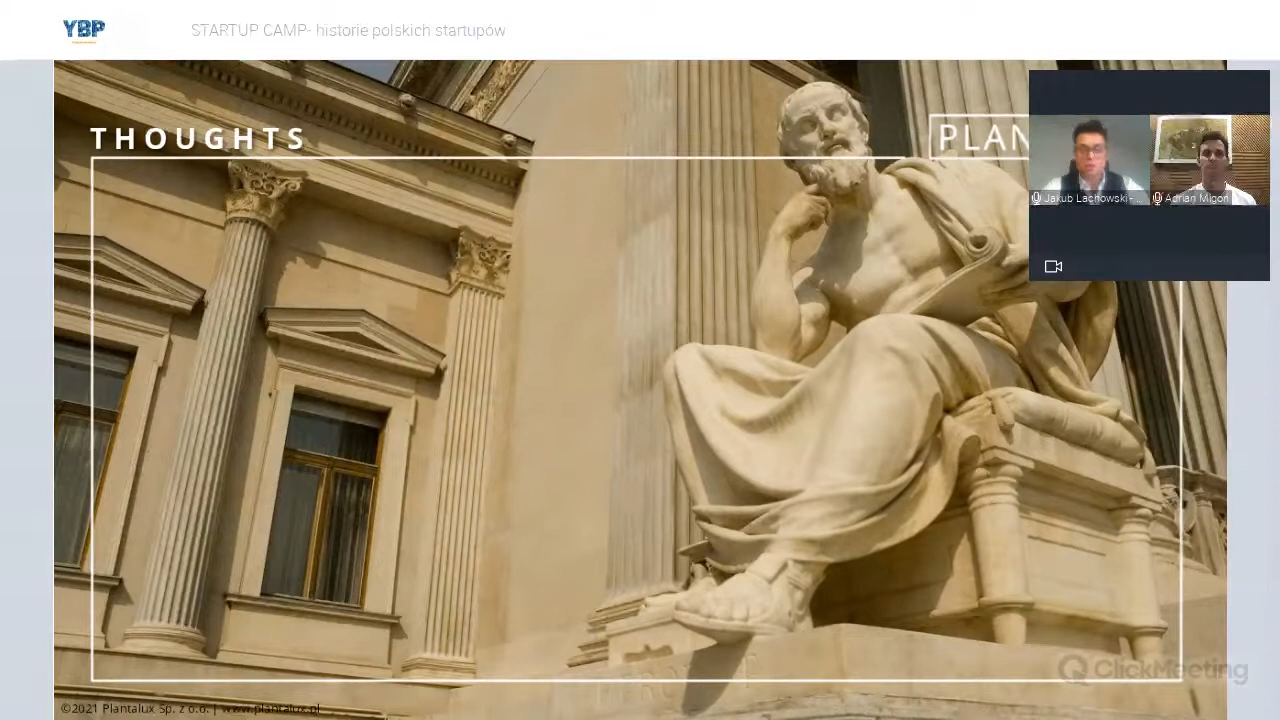 YBP
STARTUP CAMP- historie polskich startupów
THOUGHTS
PLAN
Jakub Lachowski - ...
Adrian Migoń
ClickMeeting
©2021 Plantalux Sp. z o.o. | www.plantalux.pl